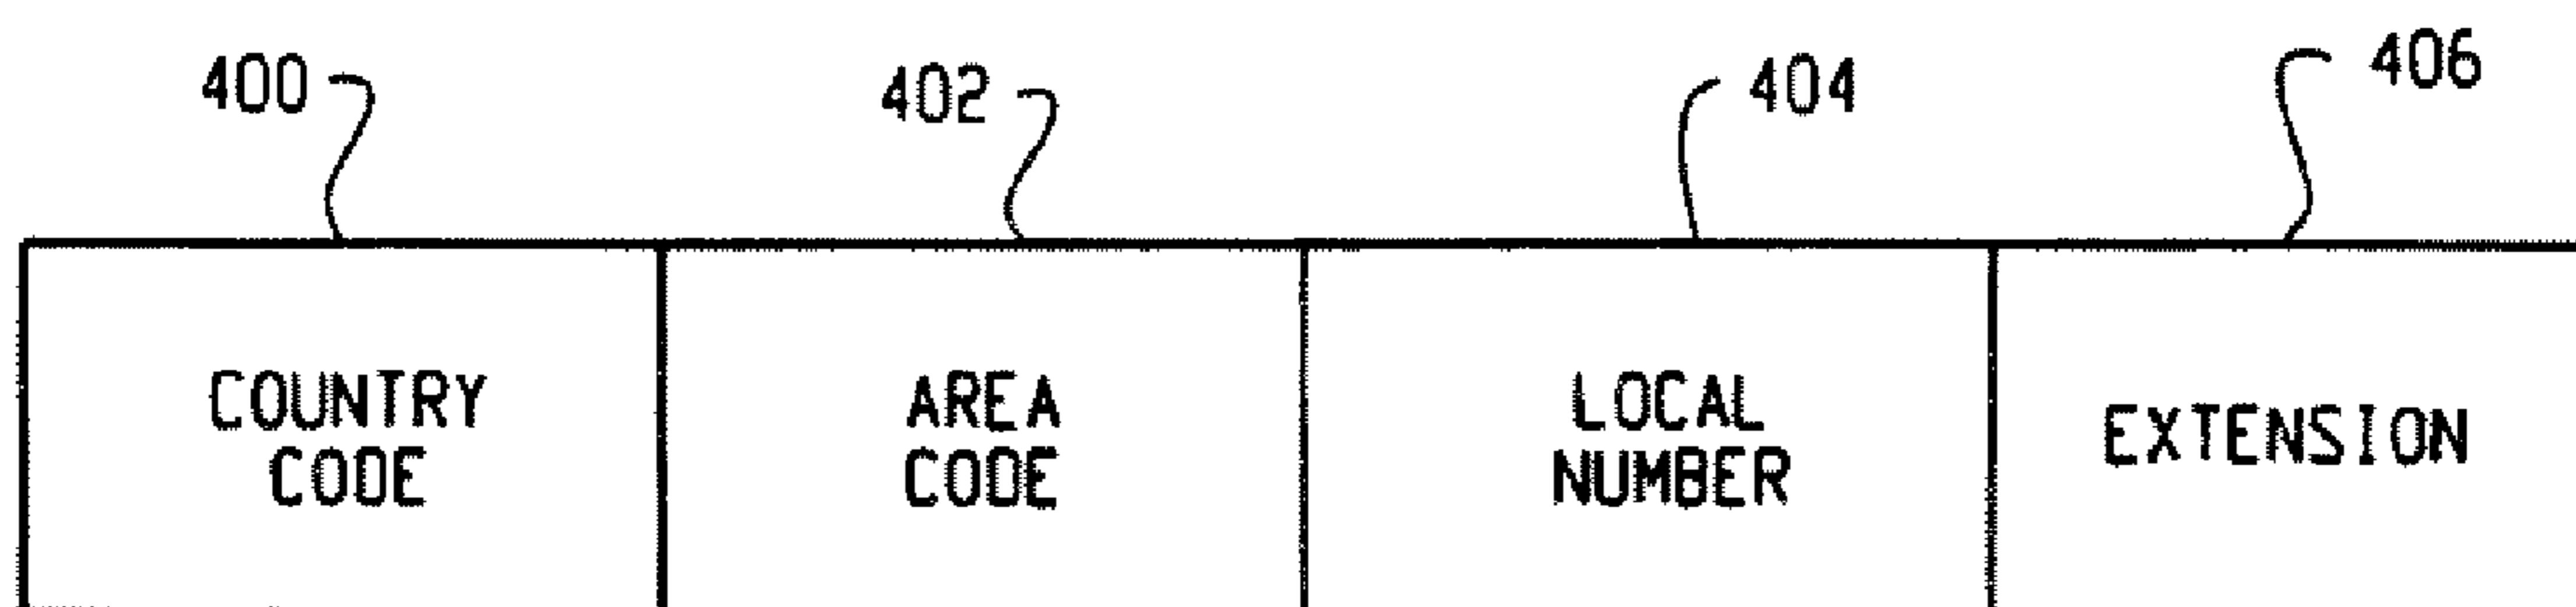 400 402 404 406
COUNTRY CODE
AREA CODE
LOCAL NUMBER
EXTENSION